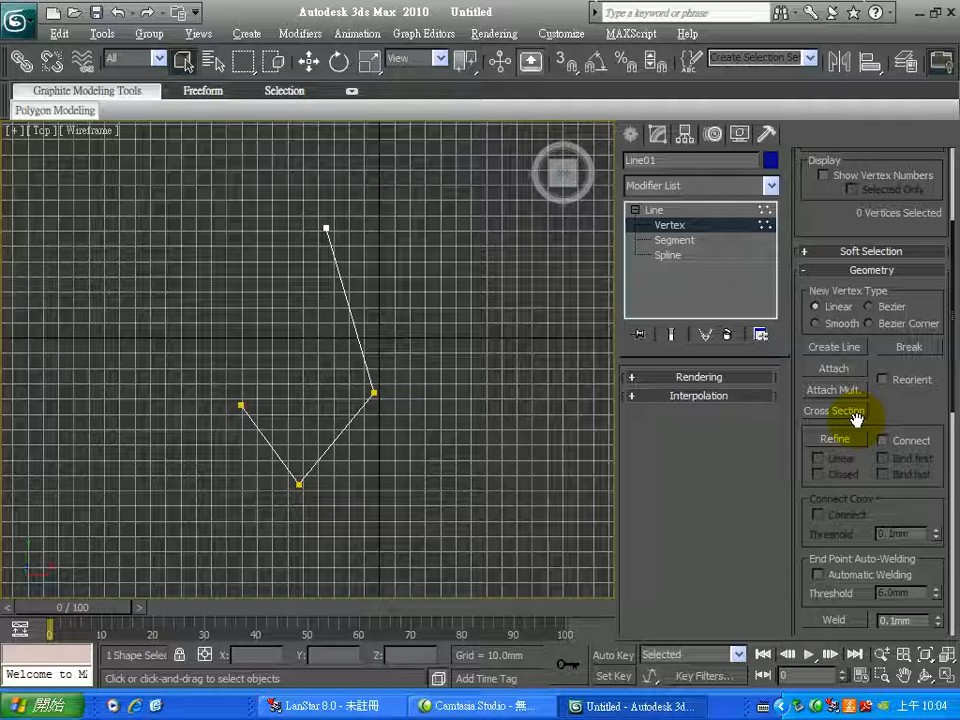 Autodesk 3ds Max 2010 Untitled
Type a keyword or phrase
Edit Tools Group Views Create Modifiers Animation Graph Editors Rendering Customize MAXScript Help
All View Create Selection Se
Graphite Modeling Tools Freeform Selection
Polygon Modeling
[ + ] [ Top ] [ Wireframe ]
Line01
Modifier List
Line
Vertex
Segment
Spline
Rendering
Interpolation
Display
Show Vertex Numbers
Selected Only
0 Vertices Selected
Soft Selection
Geometry
New Vertex Type
Linear Bezier
Smooth Bezier Corner
Create Line Break
Attach
Reorient
Attach Mult.
Cross Section
Refine Connect
Linear Bind first
Closed Bind last
Connect Copy
Connect
Threshold 0.1mm
End Point Auto-Welding
Automatic Welding
Threshold 6.0mm
Weld 0.1mm
0 / 100
0 10 20 30 40 50 60 70 80 90 100
1 Shape Selec X: Y: Z: Grid = 10.0mm Auto Key Selected
Welcome to M Click or click-and-drag to select objects Add Time Tag Set Key Key Filters... 0
開始 LanStar 8.0 - 未註冊 Camtasia Studio - 無... Untitled - Autodesk 3d... 上午 10:04